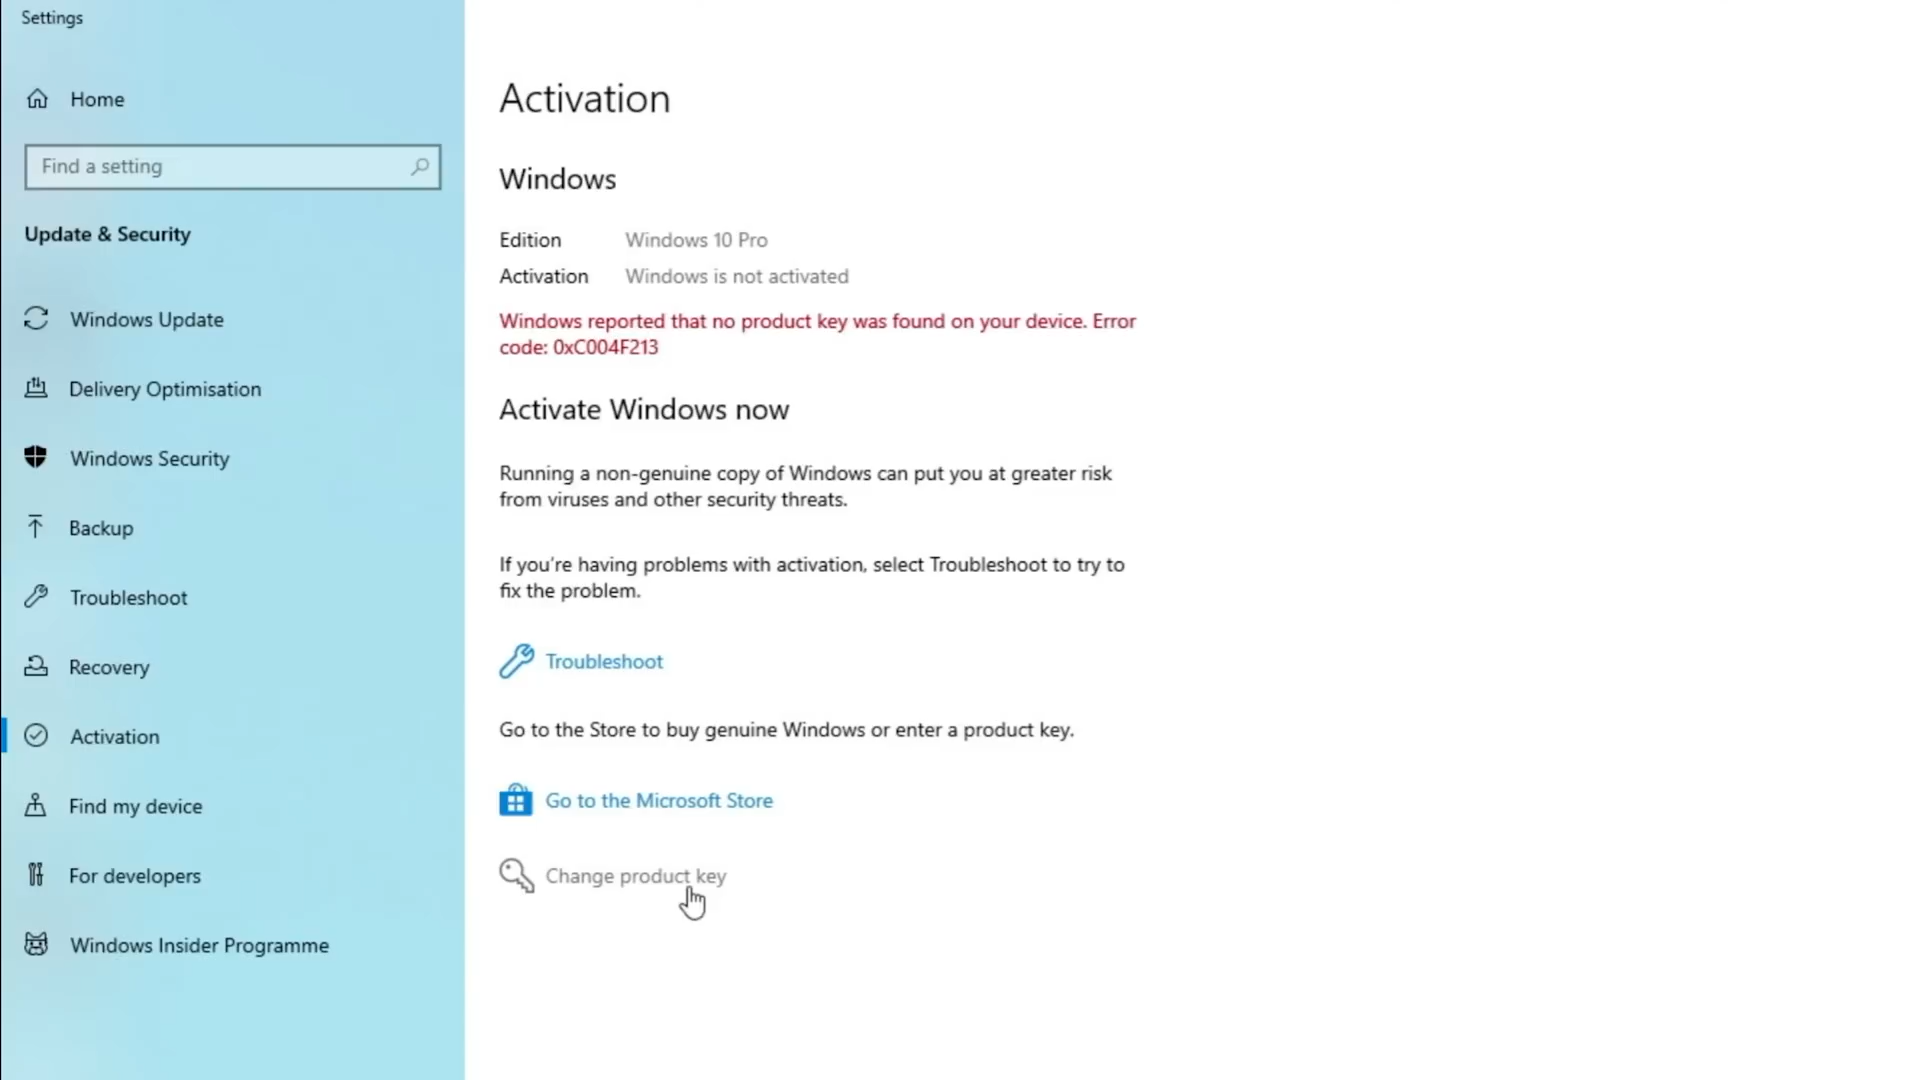 Settings
Home
Find a setting
Update & Security
Windows Update
Delivery Optimisation
Windows Security
Backup
Troubleshoot
Recovery
Activation
Find my device
For developers
Windows Insider Programme
Activation
Windows
Edition Windows 10 Pro
Activation Windows is not activated
Windows reported that no product key was found on your device. Error
code: 0xC004F213
Activate Windows now
Running a non-genuine copy of Windows can put you at greater risk
from viruses and other security threats.
If you're having problems with activation, select Troubleshoot to try to
fix the problem.
Troubleshoot
Go to the Store to buy genuine Windows or enter a product key.
Go to the Microsoft Store
Change product key